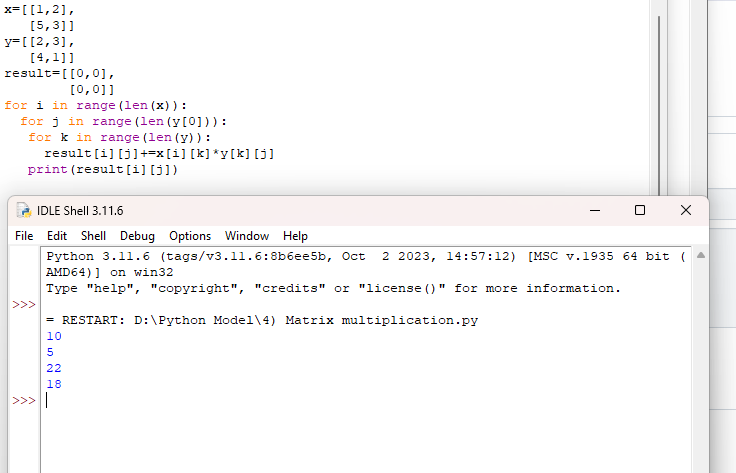 x=[[1,2],
   [5,3]]
y=[[2,3],
   [4,1]]
result=[[0,0],
        [0,0]]
for i in range(len(x)):
  for j in range(len(y[0])):
   for k in range(len(y)):
     result[i][j]+=x[i][k]*y[k][j]
   print(result[i][j])
IDLE Shell 3.11.6
File Edit Shell Debug Options Window Help
Python 3.11.6 (tags/v3.11.6:8b6ee5b, Oct  2 2023, 14:57:12) [MSC v.1935 64 bit (
AMD64)] on win32
Type "help", "copyright", "credits" or "license()" for more information.
>>>
= RESTART: D:\Python Model\4) Matrix multiplication.py
10
5
22
18
>>>